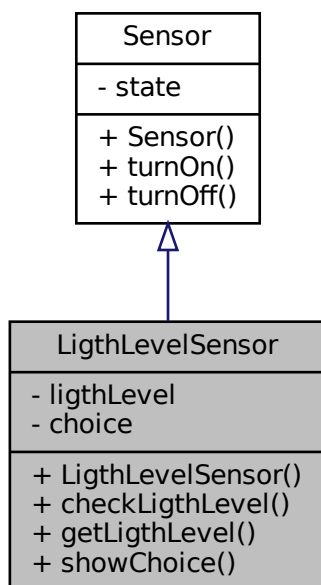 Sensor
- state
+ Sensor()
+ turnOn()
+ turnOff()
LigthLevelSensor
- ligthLevel
- choice
+ LigthLevelSensor()
+ checkLigthLevel()
+ getLigthLevel()
+ showChoice()